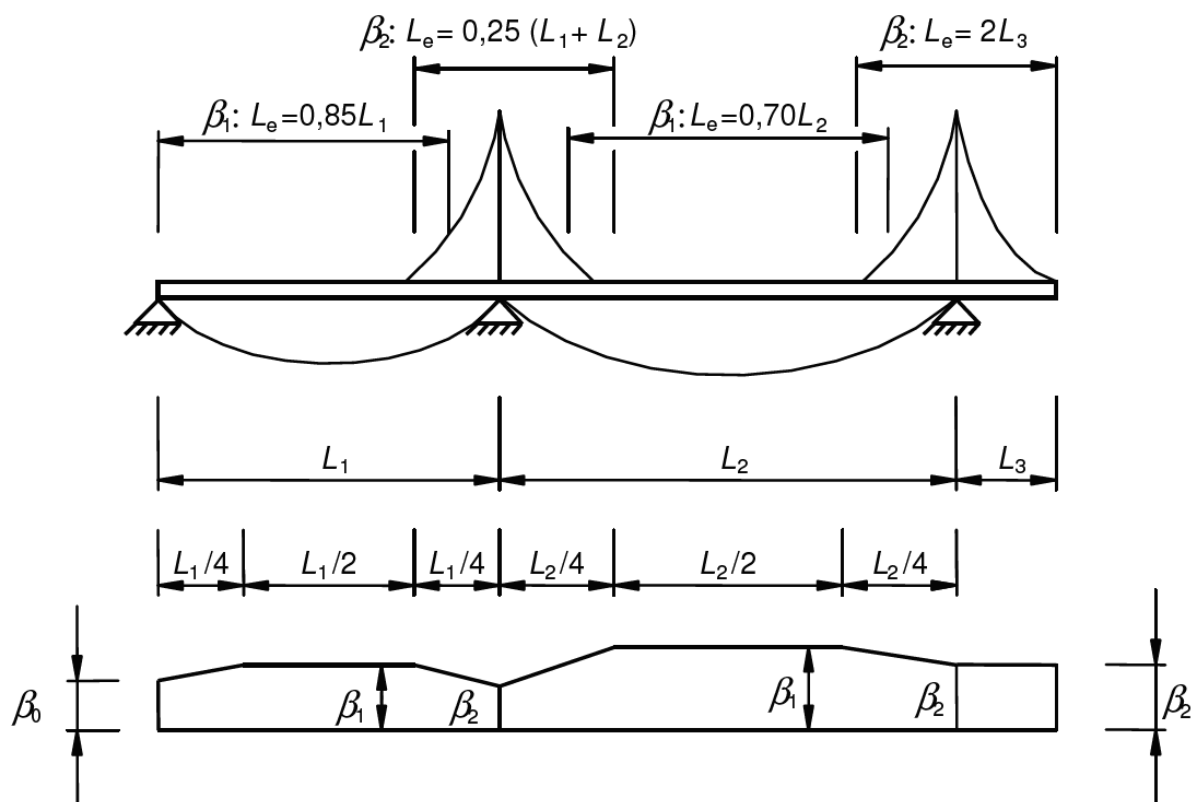 β₂: Lₑ = 0,25 (L₁ + L₂)
β₂: Lₑ = 2L₃
β₁: Lₑ=0,85L₁
β₁: Lₑ=0,70L₂
L₁
L₂
L₃
L₁/4
L₁/2
L₁/4
L₂/4
L₂/2
L₂/4
β₀
β₁
β₂
β₁
β₂
β₂